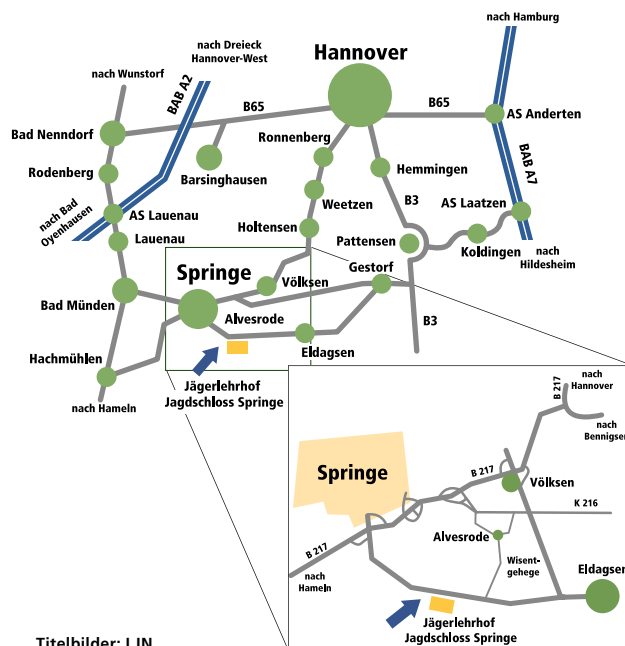 nach Hamburg
nach Dreieck
Hannover-West
Hannover
nach Wunstorf
BAB A2
B65
B65
AS Anderten
Bad Nenndorf
Ronnenberg
Hemmingen
BAB A7
Rodenberg
Barsinghausen
Weetzen
B3
AS Laatzen
nach Bad
Oyenhausen
AS Lauenau
Holtensen
Lauenau
Pattensen
Koldingen
nach
Hildesheim
Springe
Völksen
Gestorf
Bad Münden
Alvesrode
B3
Eldagsen
Hachmühlen
Jägerlehrhof
Jagdschloss Springe
nach Hameln
nach
Hannover
B 217
nach
Bennigsen
Springe
B 217
Völksen
K 216
B 217
Alvesrode
Wisent-
gehege
nach
Hameln
Eldagsen
Jägerlehrhof
Jagdschloss Springe
Titelbilder: LJN